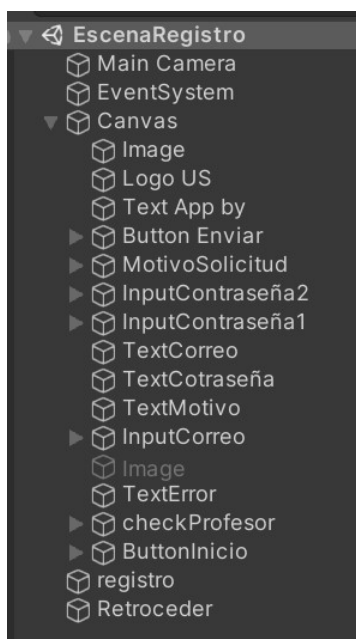 EscenaRegistro
Main Camera
EventSystem
Canvas
Image
Logo US
Text App by
Button Enviar
MotivoSolicitud
InputContraseña2
InputContraseña1
TextCorreo
TextCotraseña
TextMotivo
InputCorreo
Image
TextError
checkProfesor
ButtonInicio
registro
Retroceder